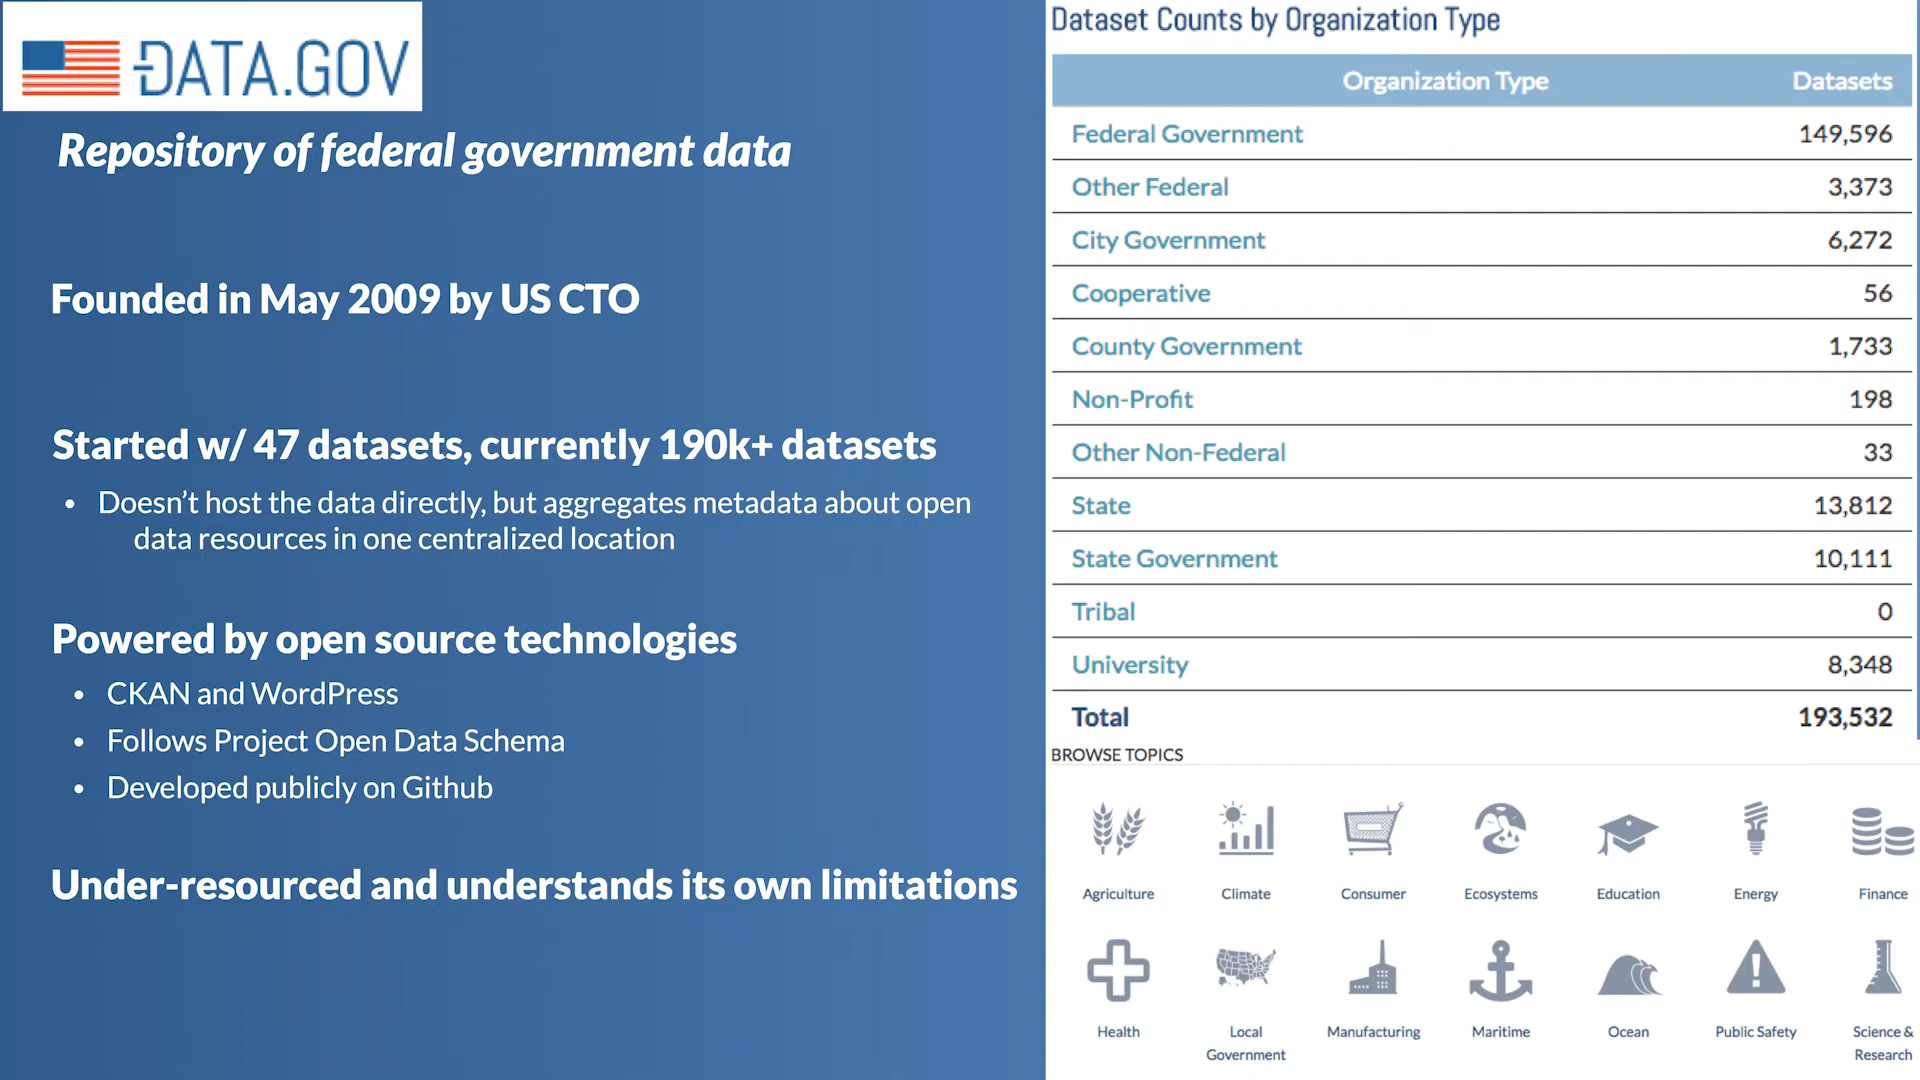 DATA.GOV
Repository of federal government data
Founded in May 2009 by US CTO
Started w/ 47 datasets, currently 190k+ datasets
• Doesn't host the data directly, but aggregates metadata about open
data resources in one centralized location
Powered by open source technologies
• CKAN and WordPress
• Follows Project Open Data Schema
• Developed publicly on Github
Under-resourced and understands its own limitations
Dataset Counts by Organization Type
Organization Type Datasets
Federal Government 149,596
Other Federal 3,373
City Government 6,272
Cooperative 56
County Government 1,733
Non-Profit 198
Other Non-Federal 33
State 13,812
State Government 10,111
Tribal 0
University 8,348
Total 193,532
BROWSE TOPICS
Agriculture Climate Consumer Ecosystems Education Energy Finance
Health Local Manufacturing Maritime Ocean Public Safety Science &
Government Research